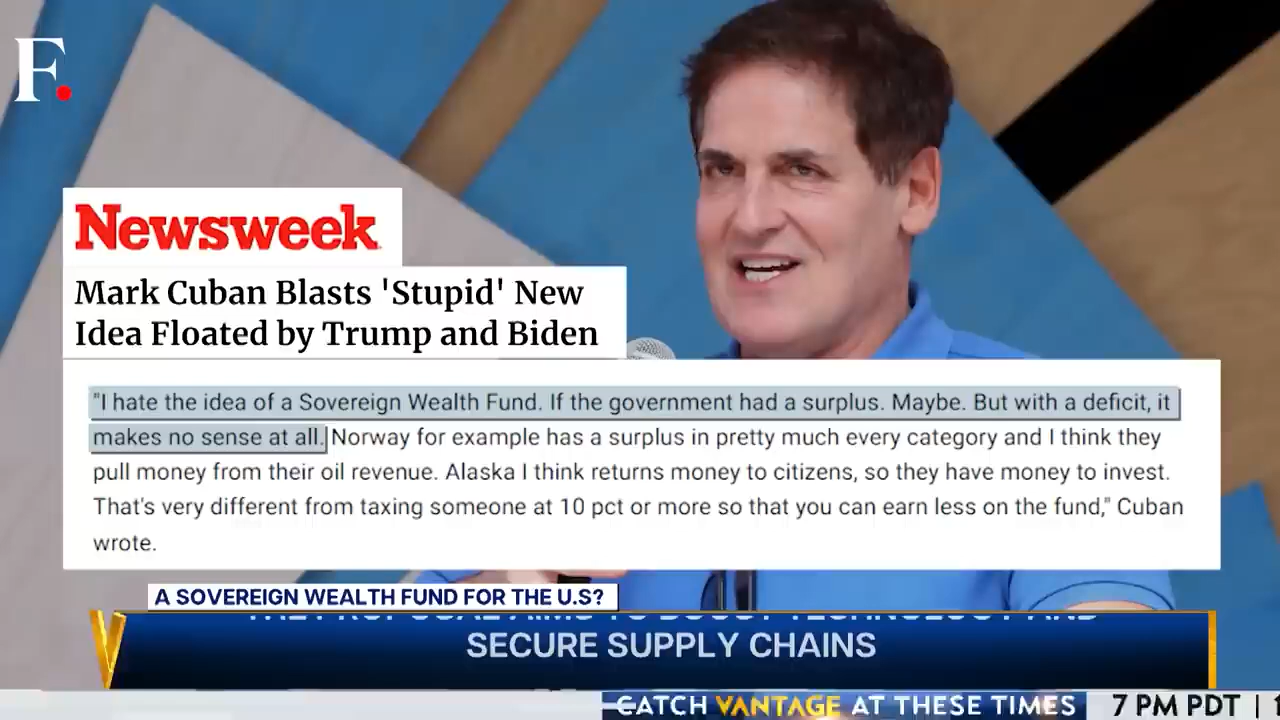 F.
Newsweek
Mark Cuban Blasts 'Stupid' New
Idea Floated by Trump and Biden
"I hate the idea of a Sovereign Wealth Fund. If the government had a surplus. Maybe. But with a deficit, it
makes no sense at all. Norway for example has a surplus in pretty much every category and I think they
pull money from their oil revenue. Alaska I think returns money to citizens, so they have money to invest.
That's very different from taxing someone at 10 pct or more so that you can earn less on the fund," Cuban
wrote.
A SOVEREIGN WEALTH FUND FOR THE U.S?
SECURE SUPPLY CHAINS
CATCH VANTAGE AT THESE TIMES 7 PM PDT |